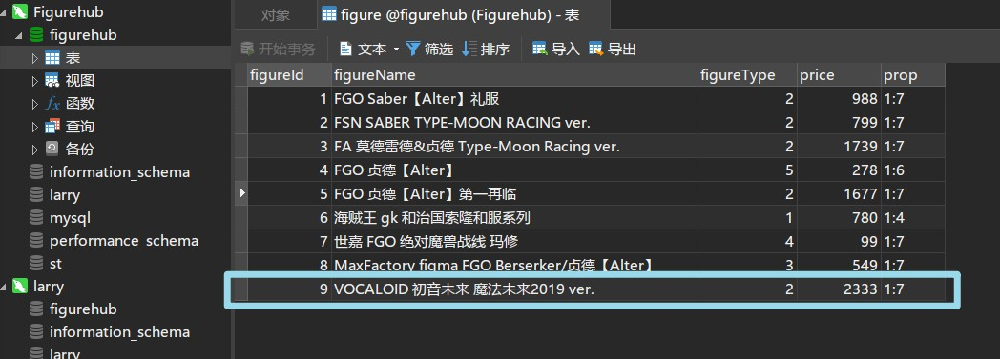 Figurehub
figurehub
表
视图
函数
查询
备份
information_schema
larry
mysql
performance_schema
st
larry
figurehub
information_schema
larry
对象
figure @figurehub (Figurehub) - 表
开始事务 文本 筛选 排序 导入 导出
figureId figureName figureType price prop
1 FGO Saber【Alter】礼服 2 988 1:7
2 FSN SABER TYPE-MOON RACING ver. 2 799 1:7
3 FA 莫德雷德&贞德 Type-Moon Racing ver. 2 1739 1:7
4 FGO 贞德【Alter】 5 278 1:6
5 FGO 贞德【Alter】第一再临 2 1677 1:7
6 海贼王 gk 和治国索隆和服系列 1 780 1:4
7 世嘉 FGO 绝对魔兽战线 玛修 4 99 1:7
8 MaxFactory figma FGO Berserker/贞德【Alter】 3 549 1:7
9 VOCALOID 初音未来 魔法未来2019 ver. 2 2333 1:7